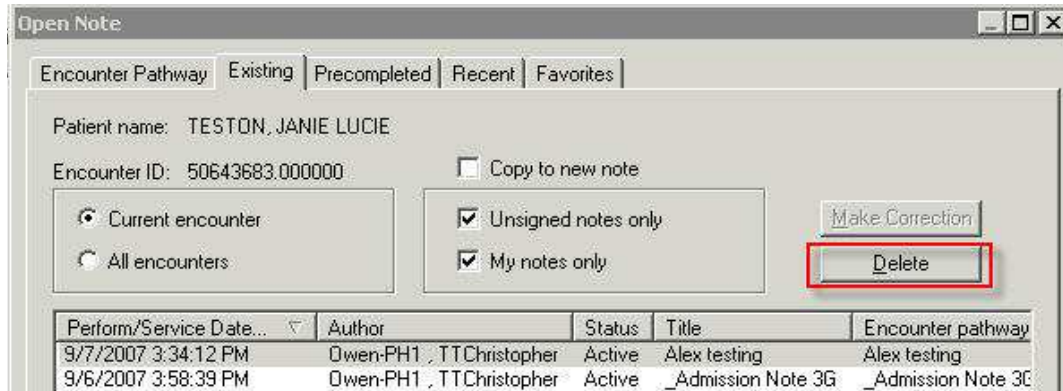 Open Note
Encounter Pathway Existing Precompleted Recent Favorites
Patient name: TESTON, JANIE LUCIE
Encounter ID: 50643683.000000 Copy to new note
Current encounter Unsigned notes only Make Correction
All encounters My notes only Delete
Perform/Service Date... Author Status Title Encounter pathway
9/7/2007 3:34:12 PM Owen-PH1 , TTChristopher Active Alex testing Alex testing
9/6/2007 3:58:39 PM Owen-PH1 , TTChristopher Active _Admission Note 3G _Admission Note 3G